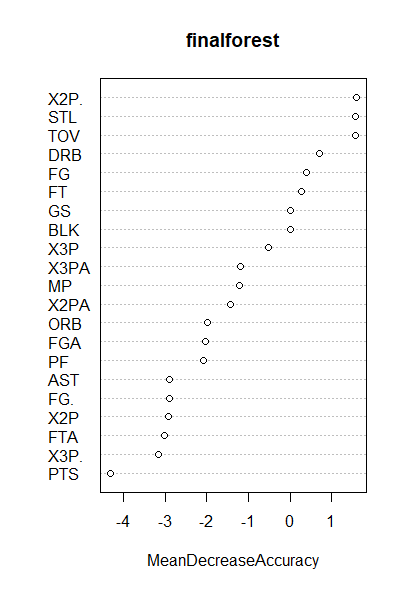 finalforest
X2P.
STL
TOV
DRB
FG
FT
GS
BLK
X3P
X3PA
MP
X2PA
ORB
FGA
PF
AST
FG.
X2P
FTA
X3P.
PTS
-4 -3 -2 -1 0 1
MeanDecreaseAccuracy